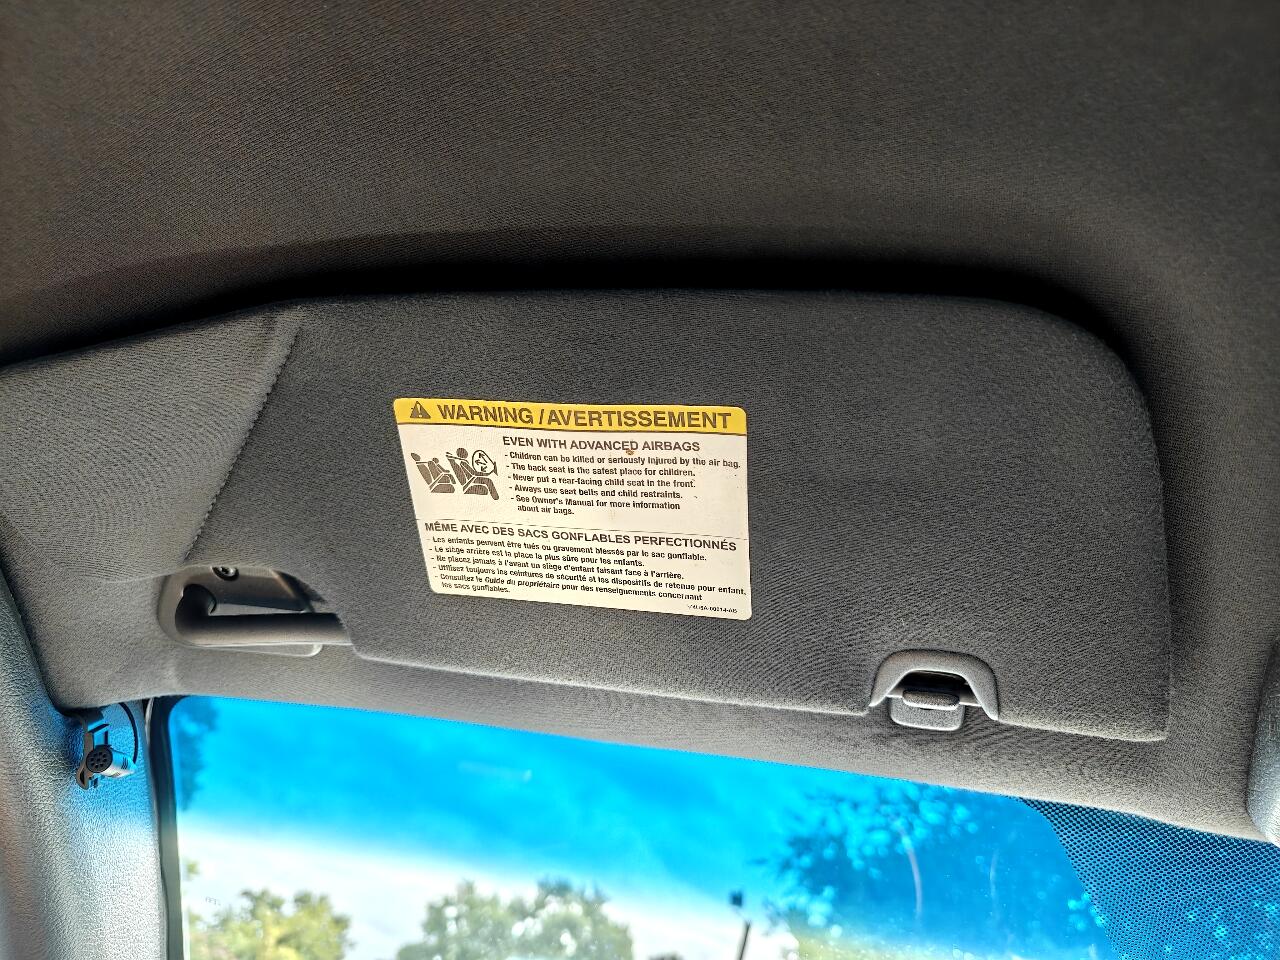 WARNING / AVERTISSEMENT
EVEN WITH ADVANCED AIRBAGS
- Children can be killed or seriously injured by the air bag.
- The back seat is the safest place for children.
- Never put a rear-facing child seat in the front.
- Always use seat belts and child restraints.
- See Owner's Manual for more information
about air bags.
MÊME AVEC DES SACS GONFLABLES PERFECTIONNÉS
- Les enfants peuvent être tués ou gravement blessés par le sac gonflable.
- Le siège arrière est la place la plus sûre pour les enfants.
- Ne placez jamais à l'avant un siège d'enfant faisant face à l'arrière.
- Utilisez toujours les ceintures de sécurité et les dispositifs de retenue pour enfant.
- Consultez le Guide du propriétaire pour des renseignements concernant
les sacs gonflables.